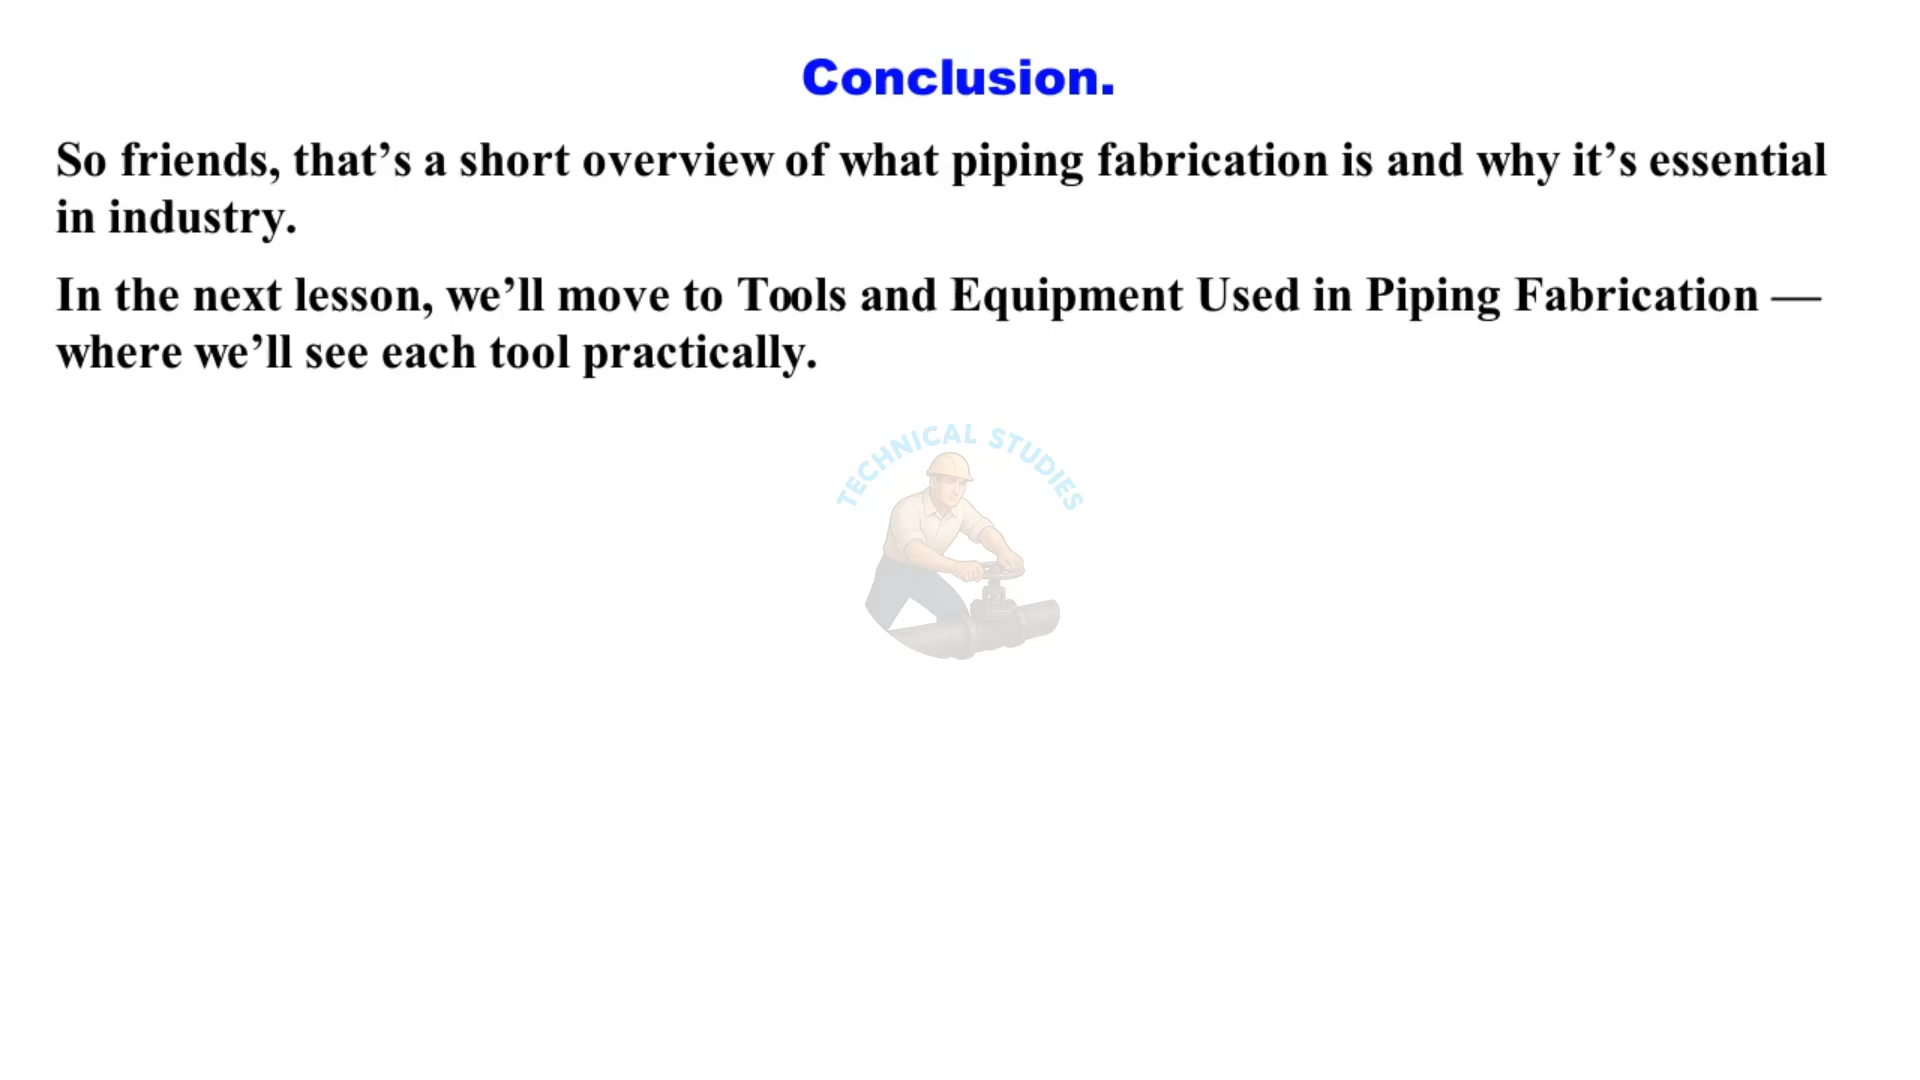 Conclusion.
So friends, that’s a short overview of what piping fabrication is and why it’s essential
in industry.
In the next lesson, we’ll move to Tools and Equipment Used in Piping Fabrication —
where we’ll see each tool practically.
TECHNICAL STUDIES